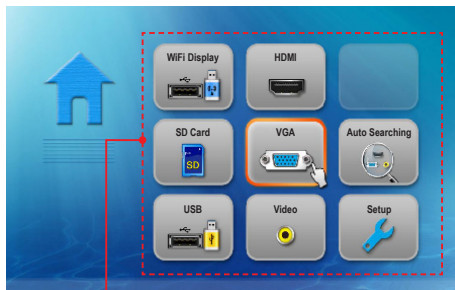 WiFi Display
HDMI
SD Card
SD
VGA
Auto Searching
USB
Video
Setup